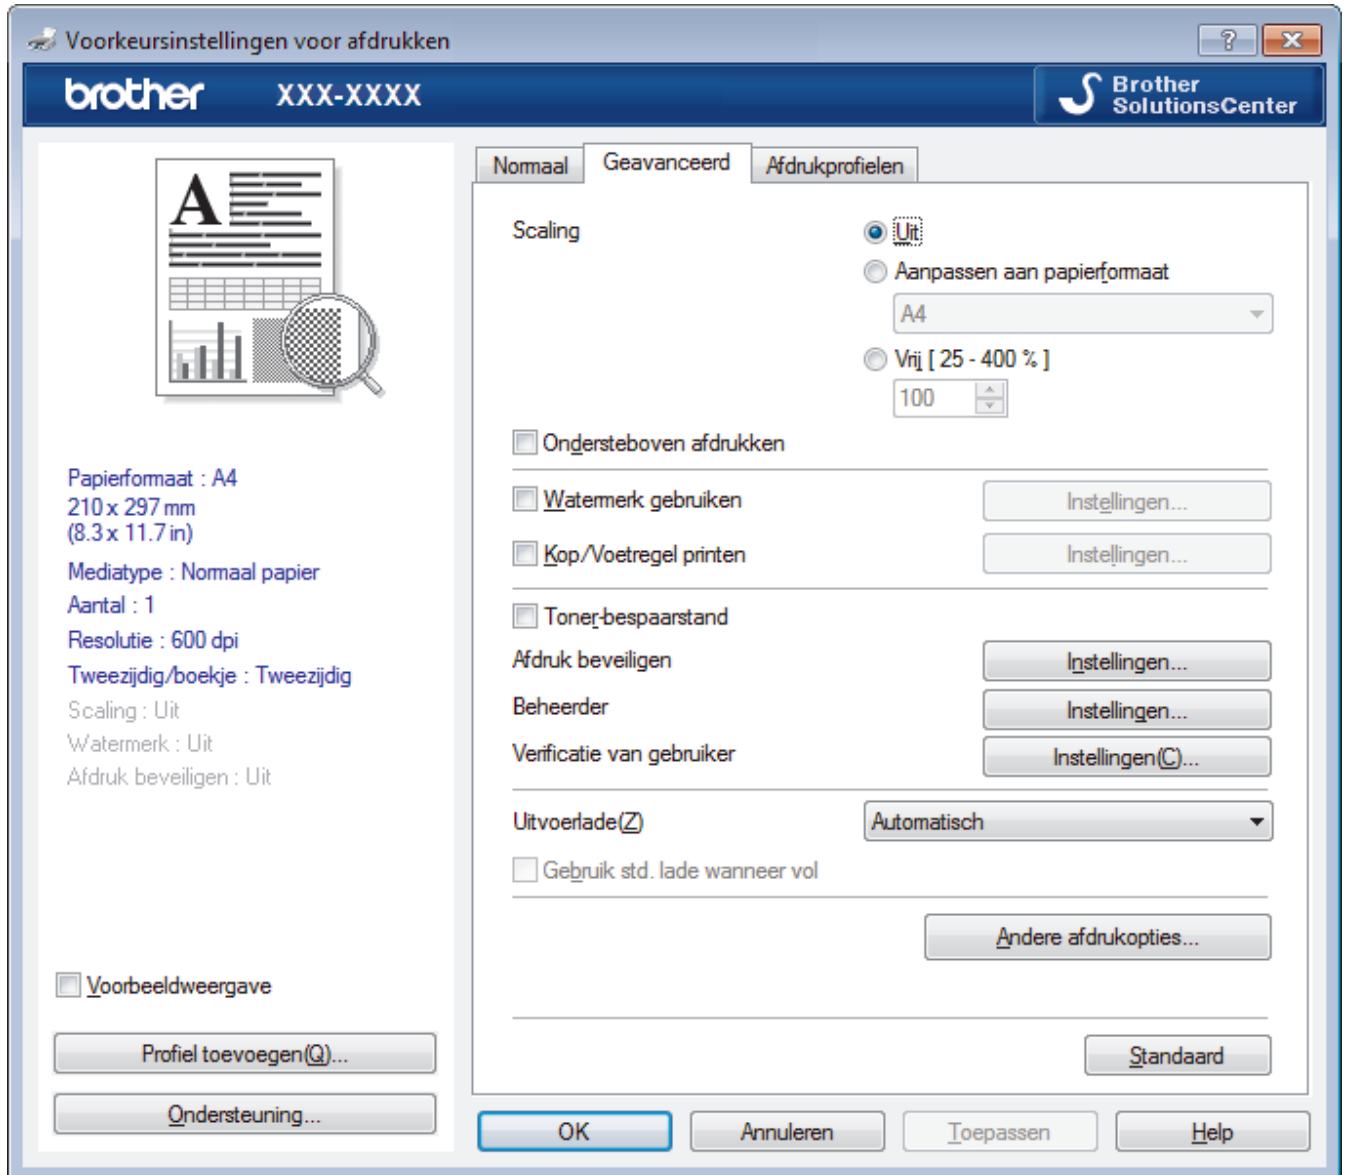 Voorkeursinstellingen voor afdrukken
?
brother XXX-XXXX
Brother
SolutionsCenter
A
Papierformaat : A4
210 x 297 mm
(8.3 x 11.7 in)
Mediatype : Normaal papier
Aantal : 1
Resolutie : 600 dpi
Tweezijdig/boekje : Tweezijdig
Scaling : Uit
Watermerk : Uit
Afdruk beveiligen : Uit
Voorbeeldweergave
Profiel toevoegen(Q)...
Ondersteuning...
Normaal Geavanceerd Afdrukprofielen
Scaling
Uit
Aanpassen aan papierformaat
A4
Vrij [ 25 - 400 % ]
100
Ondersteboven afdrukken
Watermerk gebruiken Instellingen...
Kop/Voetregel printen Instellingen...
Toner-bespaarstand
Afdruk beveiligen Instellingen...
Beheerder Instellingen...
Verificatie van gebruiker Instellingen(C)...
Uitvoerlade(Z) Automatisch
Gebruik std. lade wanneer vol
Andere afdrukopties...
Standaard
OK Annuleren Toepassen Help